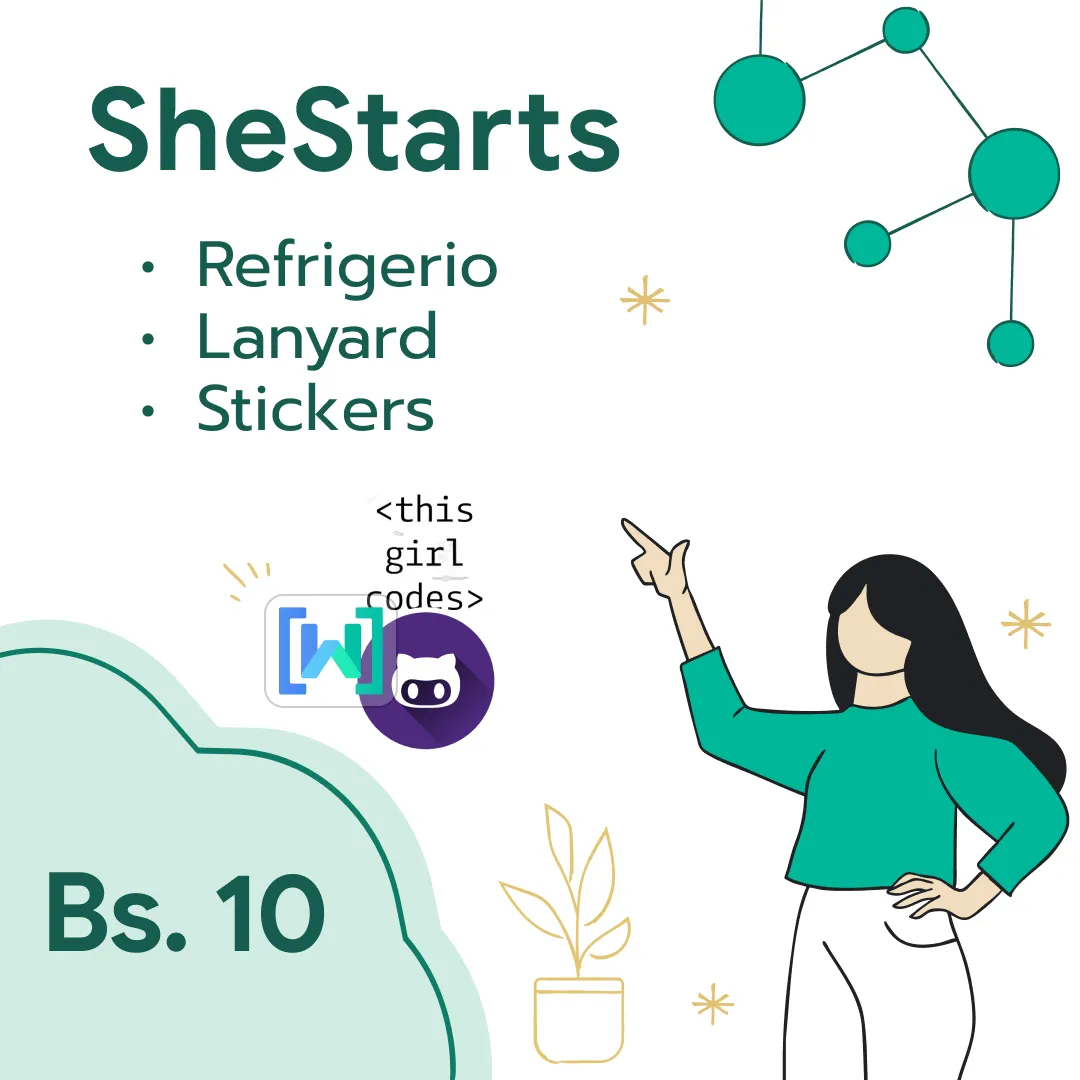 SheStarts
• Refrigerio
• Lanyard
• Stickers
<this
girl
codes>
[W]
Bs. 10